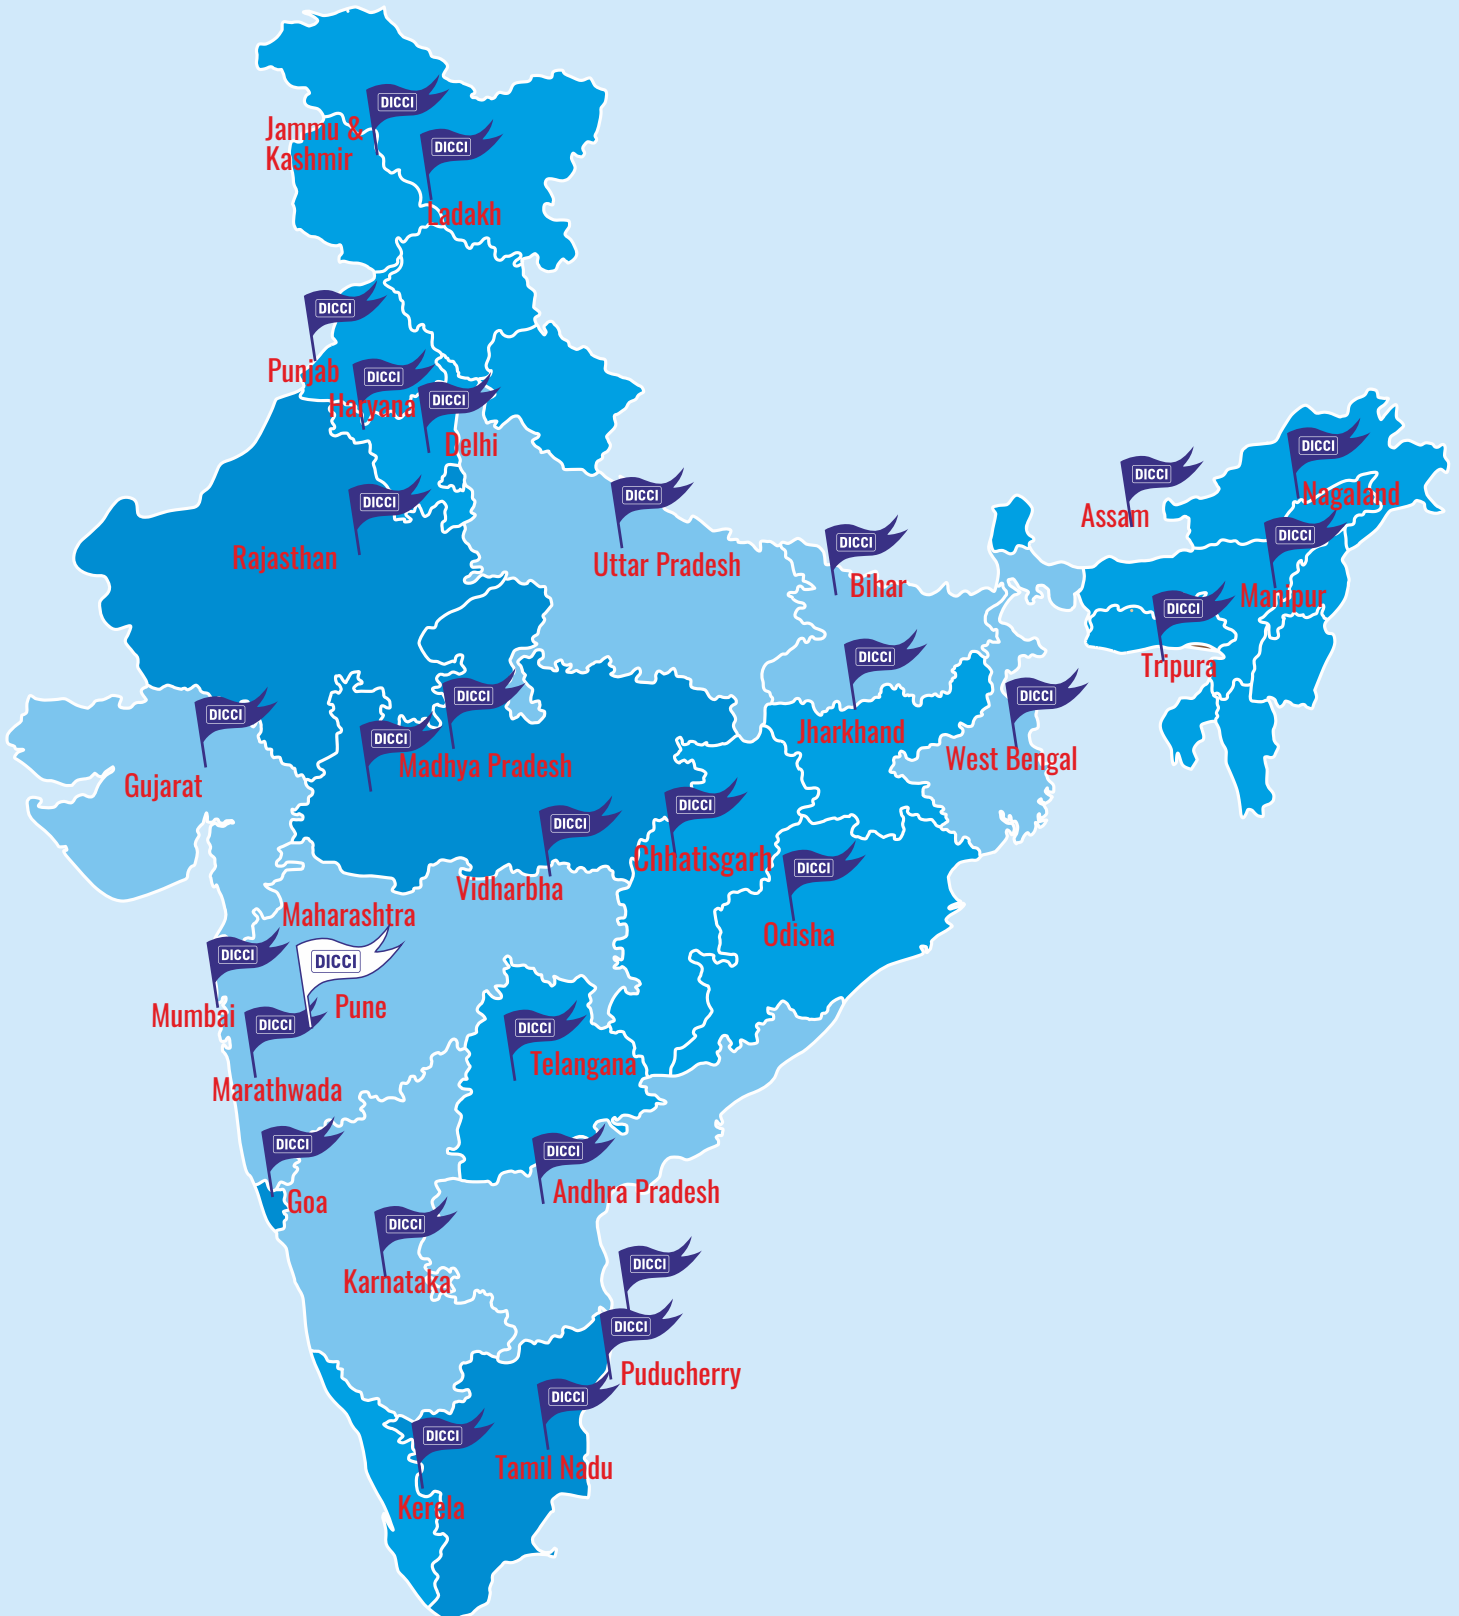 DICCI
Jammu &
Kashmir
DICCI
Ladakh
DICCI
Punjab
DICCI
Haryana
DICCI
Delhi
DICCI
Rajasthan
DICCI
Uttar Pradesh
DICCI
Bihar
DICCI
Assam
DICCI
Nagaland
DICCI
Manipur
DICCI
Tripura
DICCI
Jharkhand
DICCI
West Bengal
DICCI
Gujarat
DICCI
DICCI
Madhya Pradesh
DICCI
Vidharbha
DICCI
Chhatisgarh
DICCI
Odisha
Maharashtra
DICCI
Mumbai
DICCI
Pune
DICCI
Marathwada
DICCI
Telangana
DICCI
Goa
DICCI
Andhra Pradesh
DICCI
Karnataka
DICCI
DICCI
Puducherry
DICCI
Tamil Nadu
DICCI
Kerela